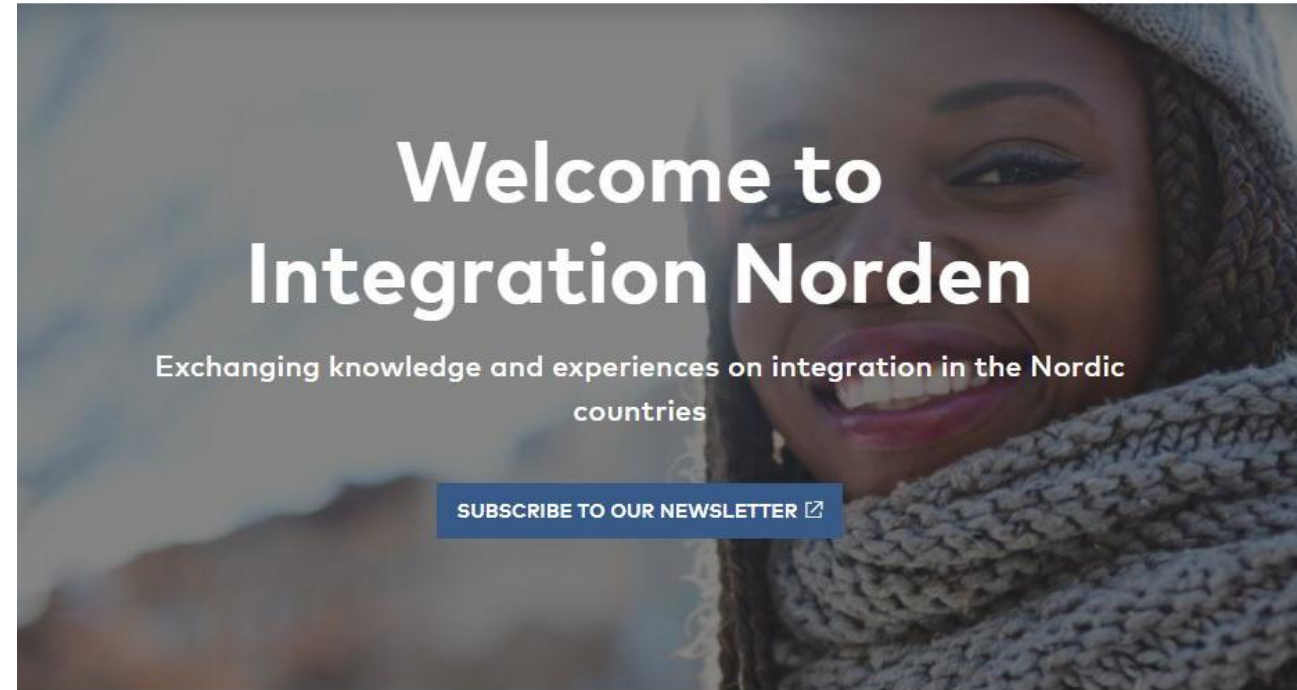 Welcome to
Integration Norden
Exchanging knowledge and experiences on integration in the Nordic
countries
SUBSCRIBE TO OUR NEWSLETTER